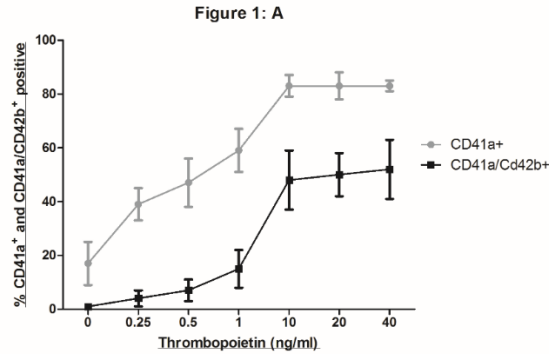 Figure 1: A
% CD41a+ and CD41a/CD42b+ positive
100
80
60
40
20
0
0 0.25 0.5 1 10 20 40
Thrombopoietin (ng/ml)
CD41a+
CD41a/Cd42b+